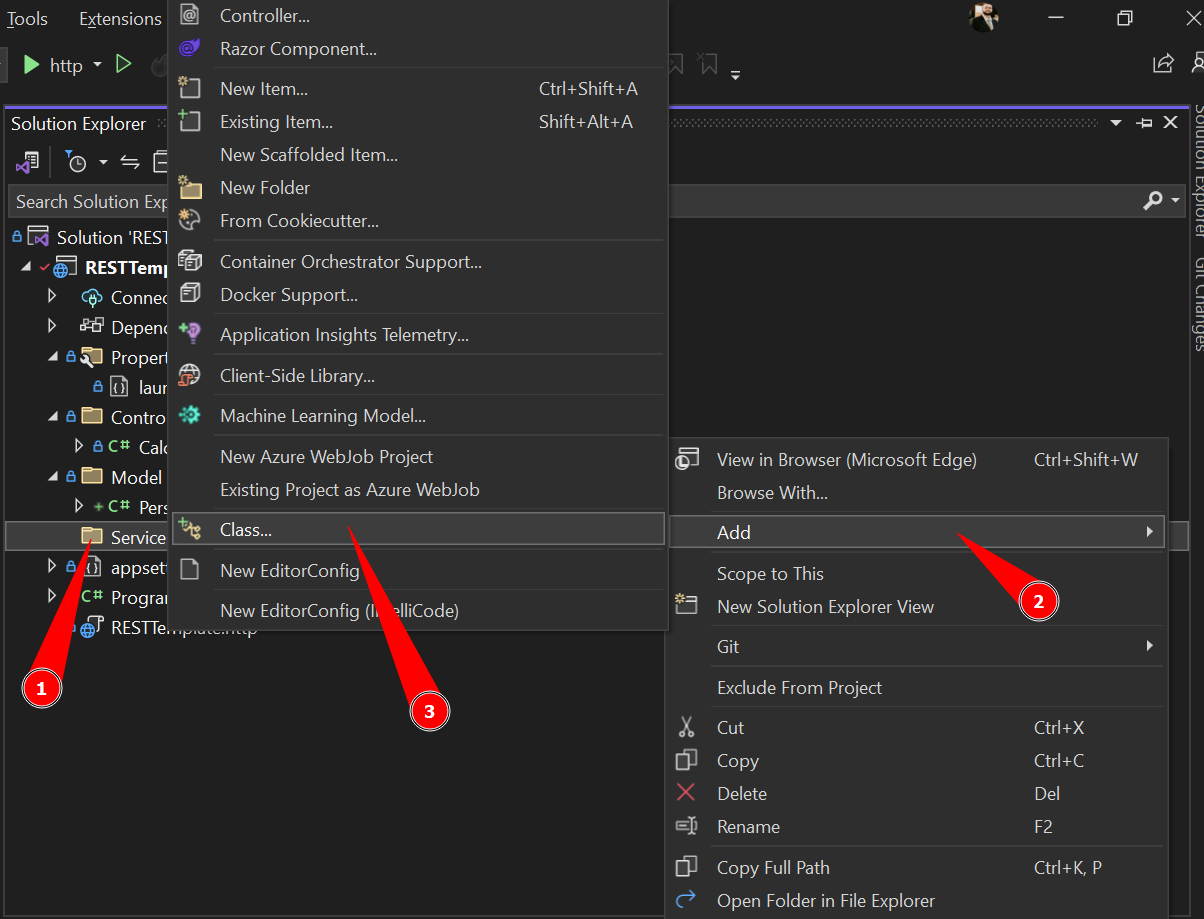 Tools
Extensions
http
Solution Explorer
Search Solution Exp
Solution 'REST
RESTTemp
Connec
Depend
Propert
laun
Contro
C# Calc
Model
C# Pers
Service
appsett
C# Program
RESTTemplate.http
Controller...
Razor Component...
New Item... Ctrl+Shift+A
Existing Item... Shift+Alt+A
New Scaffolded Item...
New Folder
From Cookiecutter...
Container Orchestrator Support...
Docker Support...
Application Insights Telemetry...
Client-Side Library...
Machine Learning Model...
New Azure WebJob Project
Existing Project as Azure WebJob
Class...
New EditorConfig
New EditorConfig (IntelliCode)
View in Browser (Microsoft Edge) Ctrl+Shift+W
Browse With...
Add
Scope to This
New Solution Explorer View
Git
Exclude From Project
Cut Ctrl+X
Copy Ctrl+C
Delete Del
Rename F2
Copy Full Path Ctrl+K, P
Open Folder in File Explorer
1
2
3
Solution Explorer
Git Changes